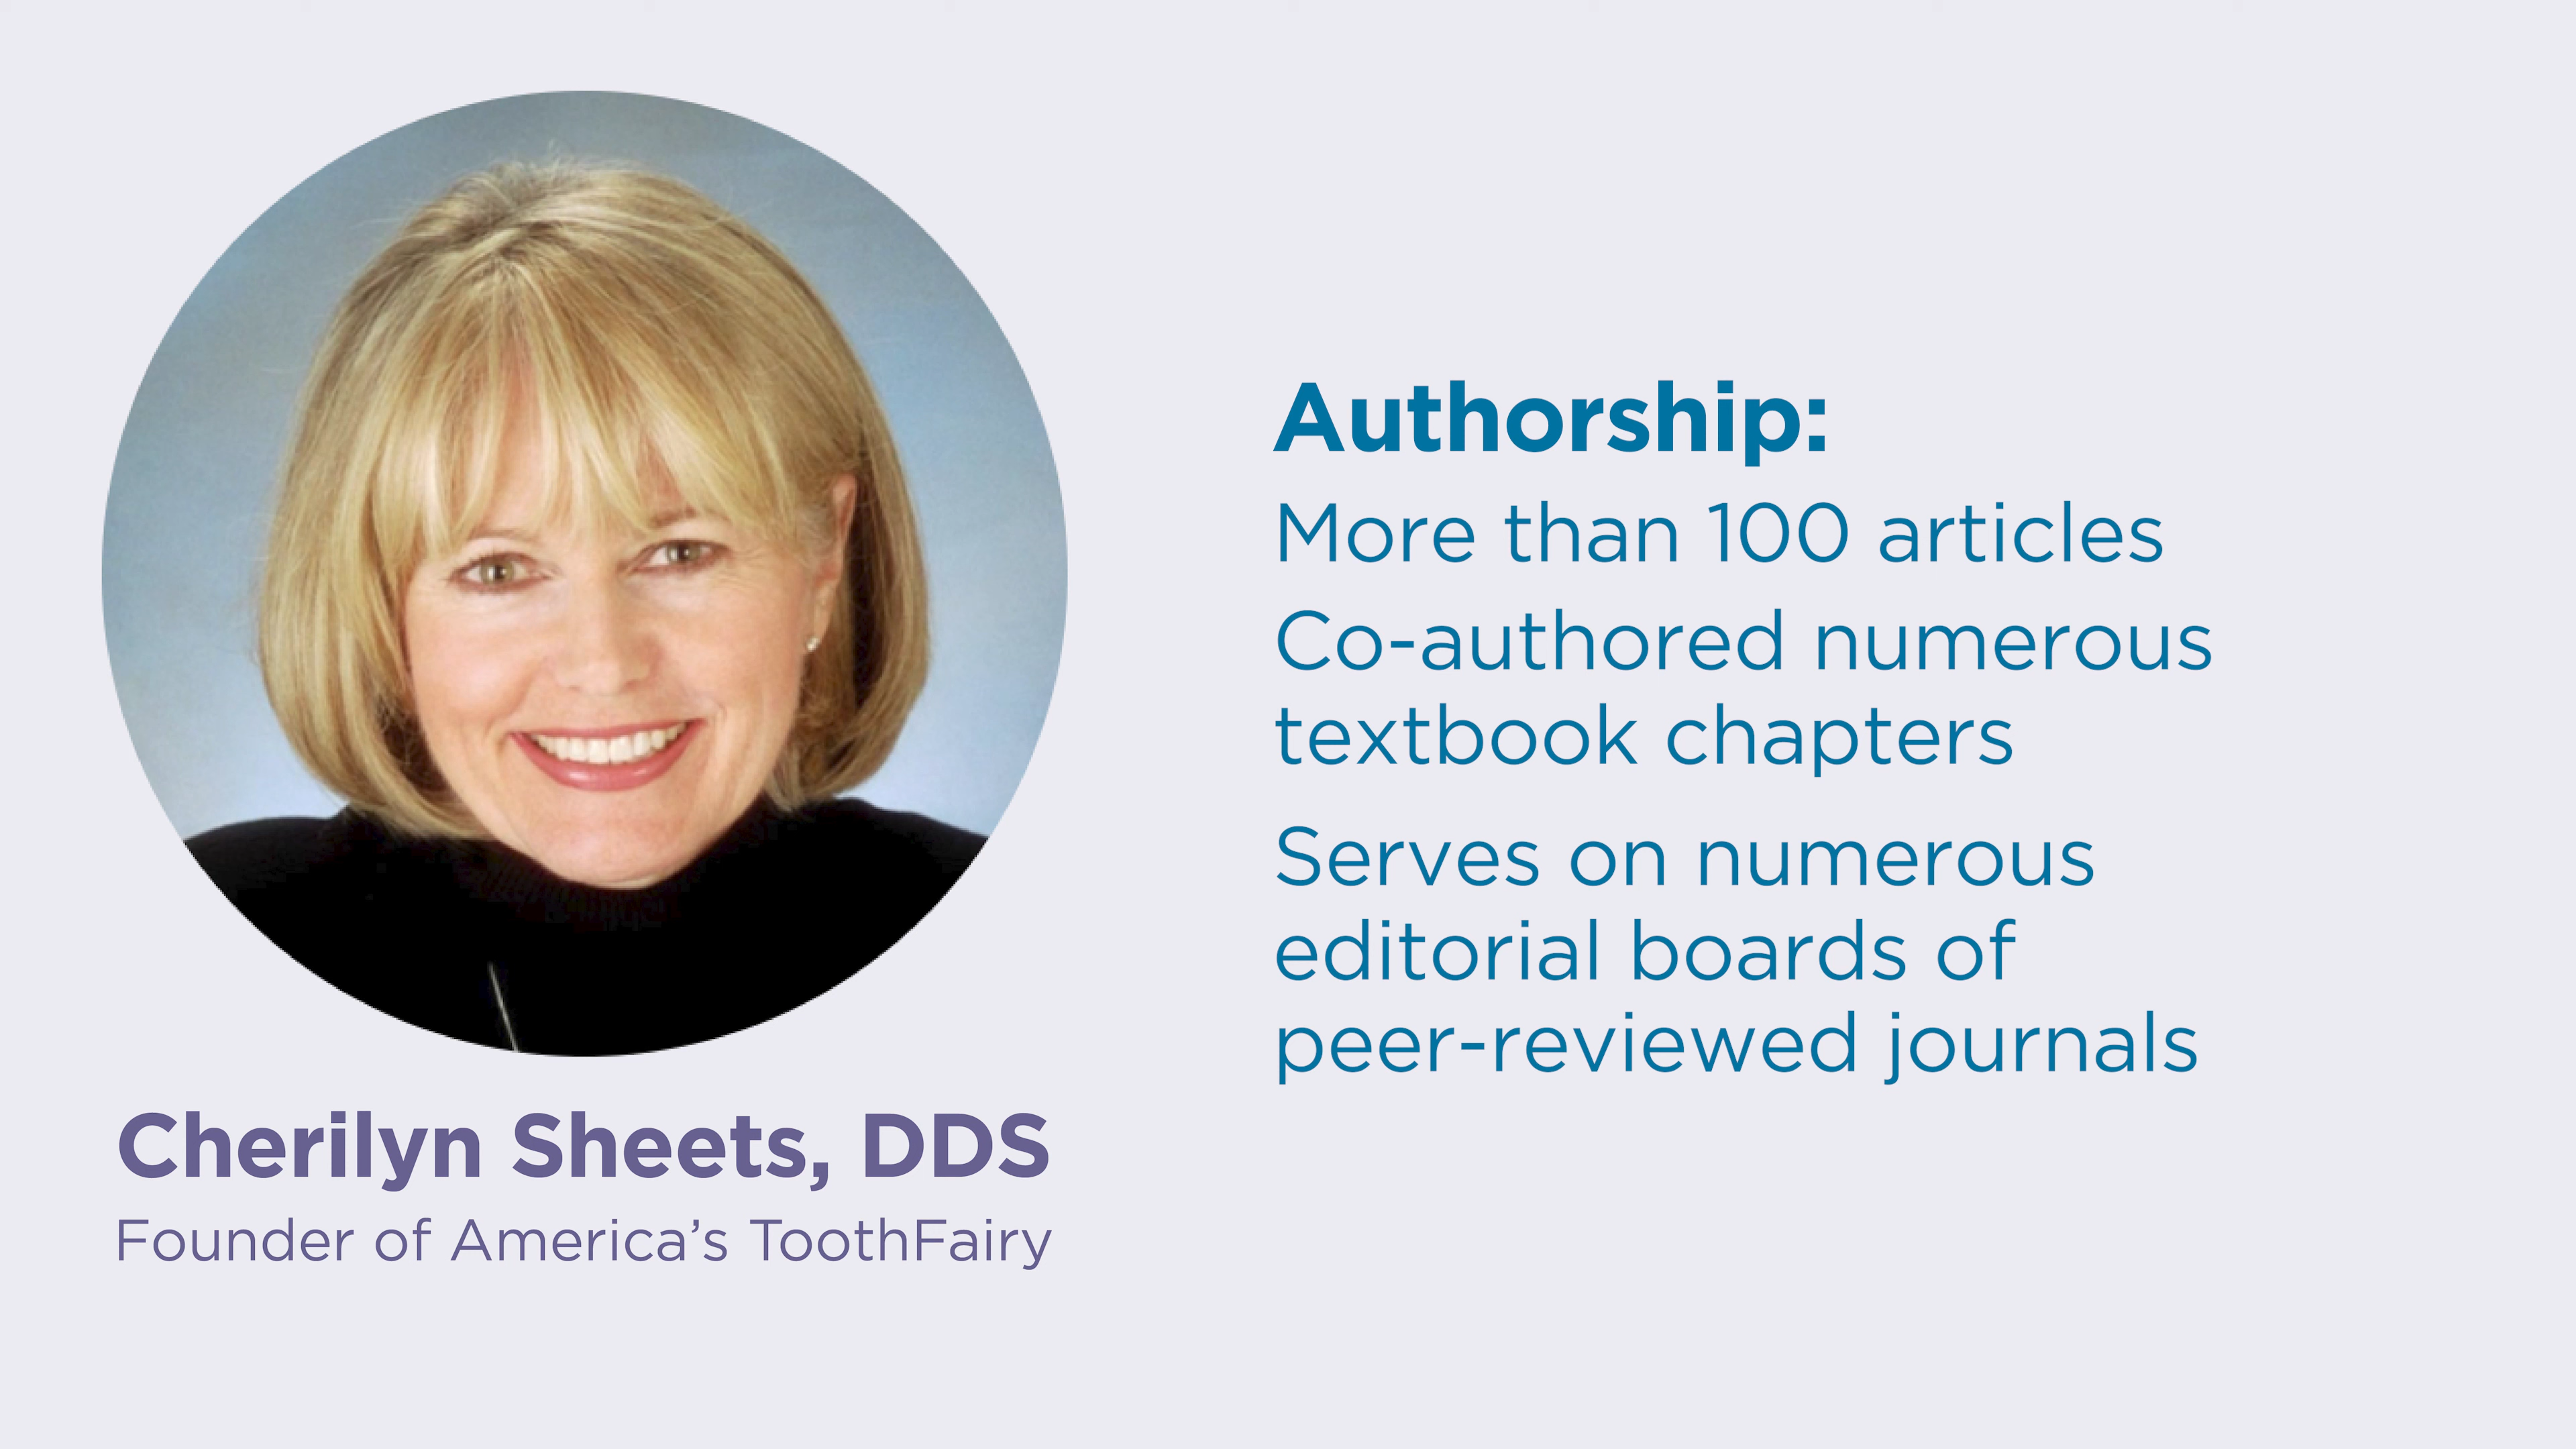 Authorship:
More than 100 articles
Co-authored numerous
textbook chapters
Serves on numerous
editorial boards of
peer-reviewed journals
Cherilyn Sheets, DDS
Founder of America’s ToothFairy